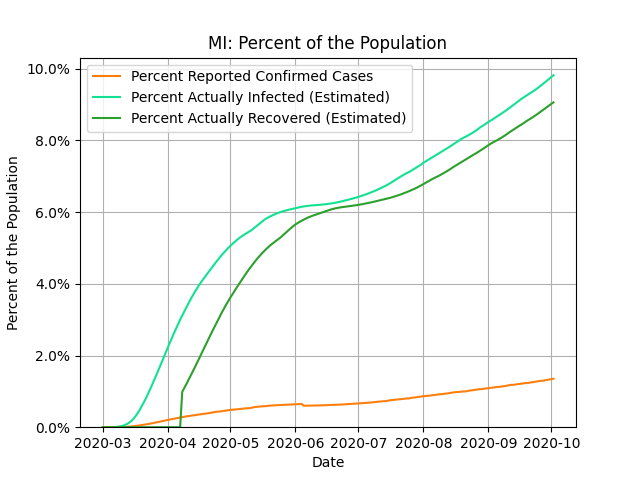 MI: Percent of the Population
Percent Reported Confirmed Cases
Percent Actually Infected (Estimated)
Percent Actually Recovered (Estimated)
Percent of the Population
10.0%
8.0%
6.0%
4.0%
2.0%
0.0%
2020-03 2020-04 2020-05 2020-06 2020-07 2020-08 2020-09 2020-10
Date